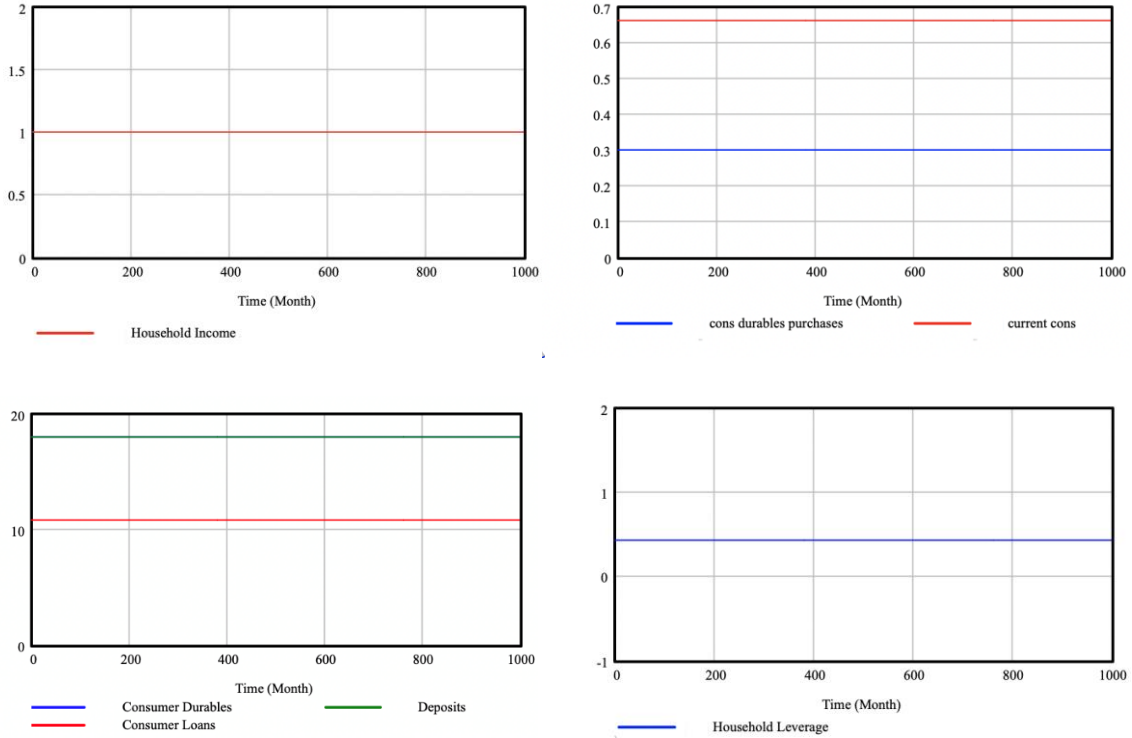 2
1.5
1
0.5
0
0 200 400 600 800 1000
Time (Month)
Household Income
0.7
0.6
0.5
0.4
0.3
0.2
0.1
0
0 200 400 600 800 1000
Time (Month)
cons durables purchases current cons
20
10
0
0 200 400 600 800 1000
Time (Month)
Consumer Durables Deposits
Consumer Loans
2
1
0
-1
0 200 400 600 800 1000
Time (Month)
Household Leverage